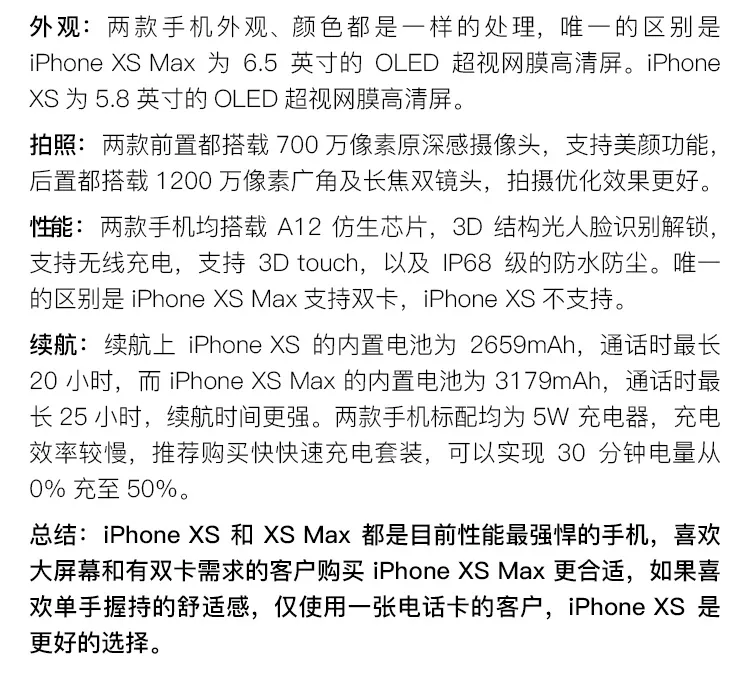 外观：两款手机外观、颜色都是一样的处理，唯一的区别是
iPhone XS Max 为 6.5 英寸的 OLED 超视网膜高清屏。iPhone
XS 为 5.8 英寸的 OLED 超视网膜高清屏。
拍照：两款前置都搭载 700 万像素原深感摄像头，支持美颜功能，
后置都搭载 1200 万像素广角及长焦双镜头，拍摄优化效果更好。
性能：两款手机均搭载 A12 仿生芯片，3D 结构光人脸识别解锁，
支持无线充电，支持 3D touch，以及 IP68 级的防水防尘。唯一
的区别是 iPhone XS Max 支持双卡，iPhone XS 不支持。
续航：续航上 iPhone XS 的内置电池为 2659mAh，通话时最长
20 小时，而 iPhone XS Max 的内置电池为 3179mAh，通话时最
长 25 小时，续航时间更强。两款手机标配均为 5W 充电器，充电
效率较慢，推荐购买快快速充电套装，可以实现 30 分钟电量从
0% 充至 50%。
总结：iPhone XS 和 XS Max 都是目前性能最强悍的手机，喜欢
大屏幕和有双卡需求的客户购买 iPhone XS Max 更合适，如果喜
欢单手握持的舒适感，仅使用一张电话卡的客户，iPhone XS 是
更好的选择。